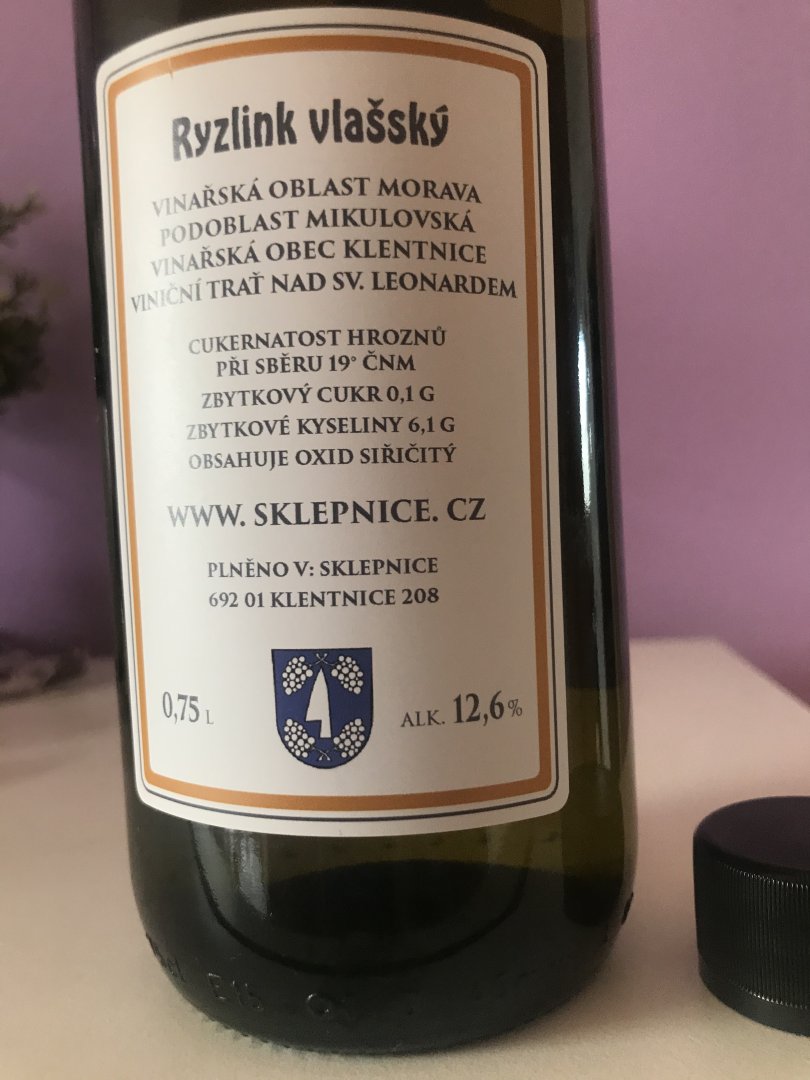 Ryzlink vlašský
VINAŘSKÁ OBLAST MORAVA
PODOBLAST MIKULOVSKÁ
VINAŘSKÁ OBEC KLENTNICE
VINIČNÍ TRAŤ NAD SV. LEONARDEM
CUKERNATOST HROZNŮ
PŘI SBĚRU 19° ČNM
ZBYTKOVÝ CUKR 0,1 G
ZBYTKOVÉ KYSELINY 6,1 G
OBSAHUJE OXID SIŘIČITÝ
WWW. SKLEPNICE. CZ
PLNĚNO V: SKLEPNICE
692 01 KLENTNICE 208
0,75 L
ALK. 12,6%